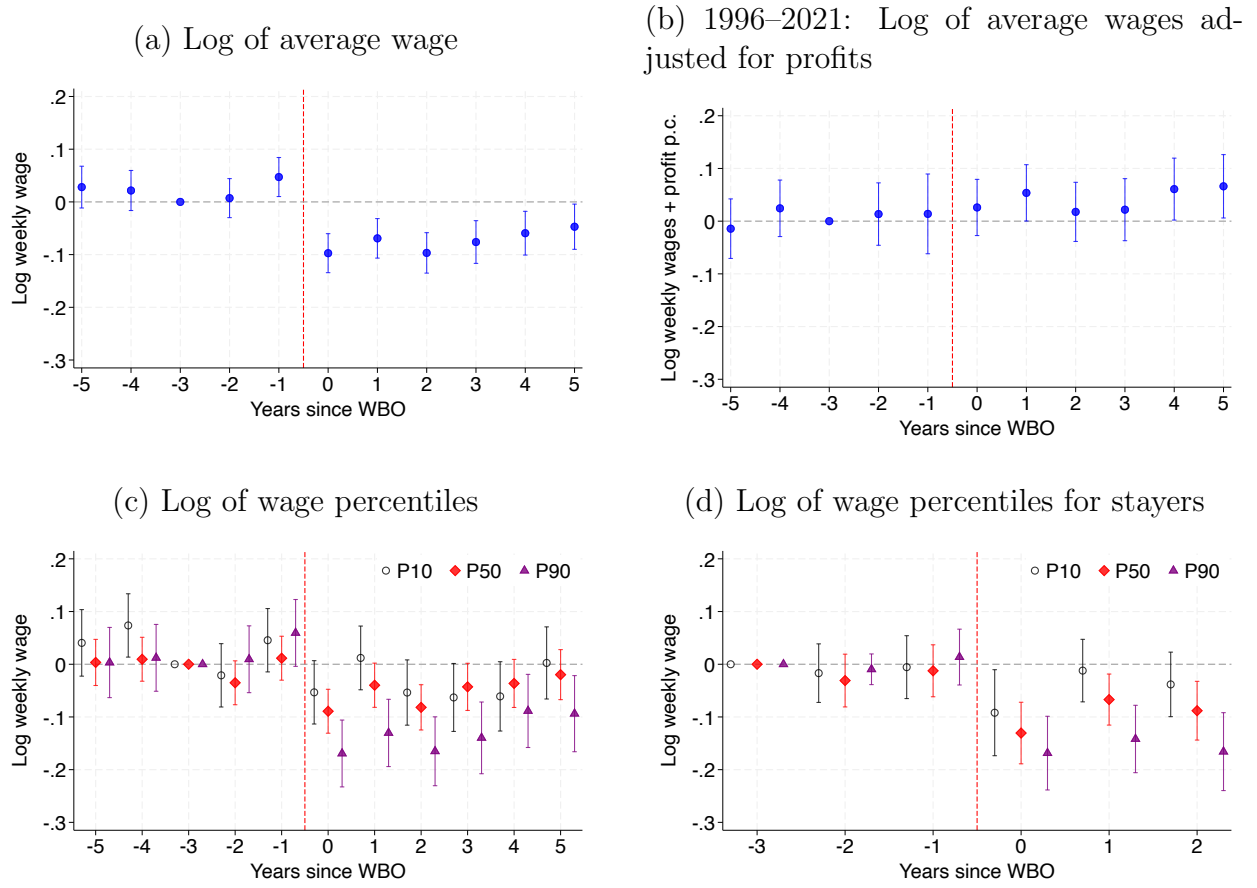 (a) Log of average wage
Log weekly wage
.2
.1
0
-.1
-.2
-.3
-5 -4 -3 -2 -1 0 1 2 3 4 5
Years since WBO
(b) 1996–2021: Log of average wages ad-
justed for profits
Log weekly wages + profit p.c.
.2
.1
0
-.1
-.2
-.3
-5 -4 -3 -2 -1 0 1 2 3 4 5
Years since WBO
(c) Log of wage percentiles
Log weekly wage
.2
.1
0
-.1
-.2
-.3
P10 P50 P90
-5 -4 -3 -2 -1 0 1 2 3 4 5
Years since WBO
(d) Log of wage percentiles for stayers
Log weekly wage
.2
.1
0
-.1
-.2
-.3
P10 P50 P90
-3 -2 -1 0 1 2
Years since WBO